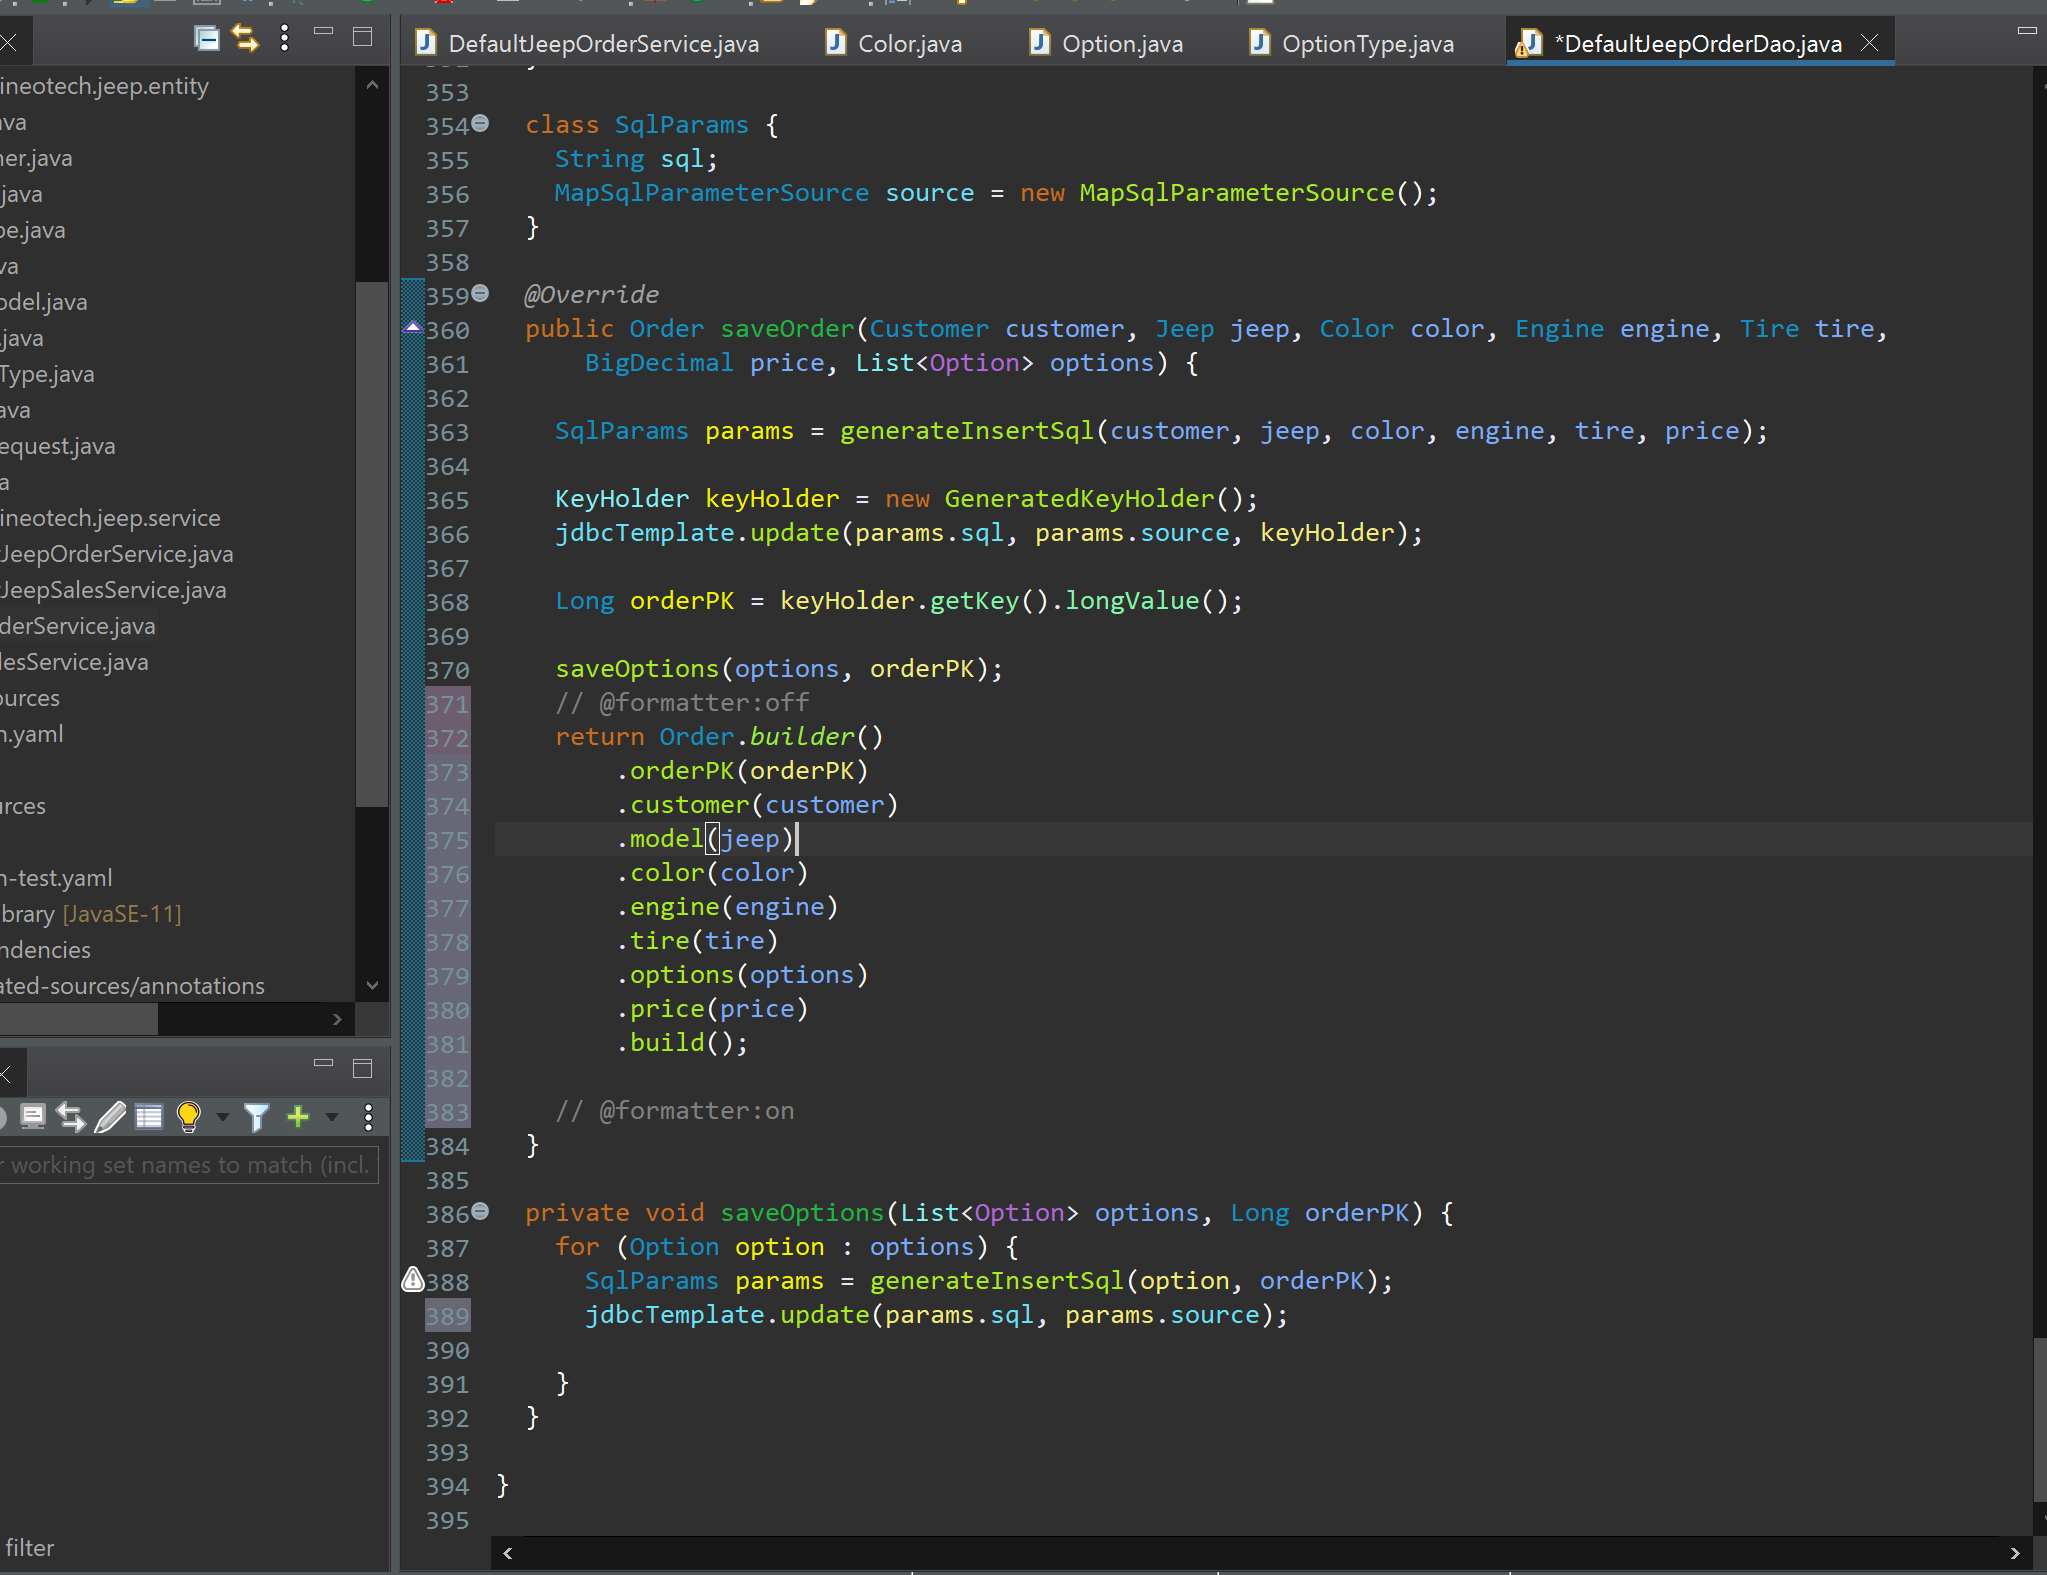 DefaultJeepOrderService.java
Color.java
Option.java
OptionType.java
*DefaultJeepOrderDao.java
ineotech.jeep.entity
ava
ner.java
.java
pe.java
va
odel.java
.java
Type.java
ava
equest.java
a
ineotech.jeep.service
tJeepOrderService.java
tJeepSalesService.java
derService.java
lesService.java
ources
n.yaml
urces
n-test.yaml
brary [JavaSE-11]
ndencies
ated-sources/annotations
r working set names to match (incl.
filter
353
354 class SqlParams {
355 String sql;
356 MapSqlParameterSource source = new MapSqlParameterSource();
357 }
358
359 @Override
360 public Order saveOrder(Customer customer, Jeep jeep, Color color, Engine engine, Tire tire,
361 BigDecimal price, List<Option> options) {
362
363 SqlParams params = generateInsertSql(customer, jeep, color, engine, tire, price);
364
365 KeyHolder keyHolder = new GeneratedKeyHolder();
366 jdbcTemplate.update(params.sql, params.source, keyHolder);
367
368 Long orderPK = keyHolder.getKey().longValue();
369
370 saveOptions(options, orderPK);
371 // @formatter:off
372 return Order.builder()
373 .orderPK(orderPK)
374 .customer(customer)
375 .model(jeep)
376 .color(color)
377 .engine(engine)
378 .tire(tire)
379 .options(options)
380 .price(price)
381 .build();
382
383 // @formatter:on
384 }
385
386 private void saveOptions(List<Option> options, Long orderPK) {
387 for (Option option : options) {
388 SqlParams params = generateInsertSql(option, orderPK);
389 jdbcTemplate.update(params.sql, params.source);
390
391 }
392 }
393
394 }
395